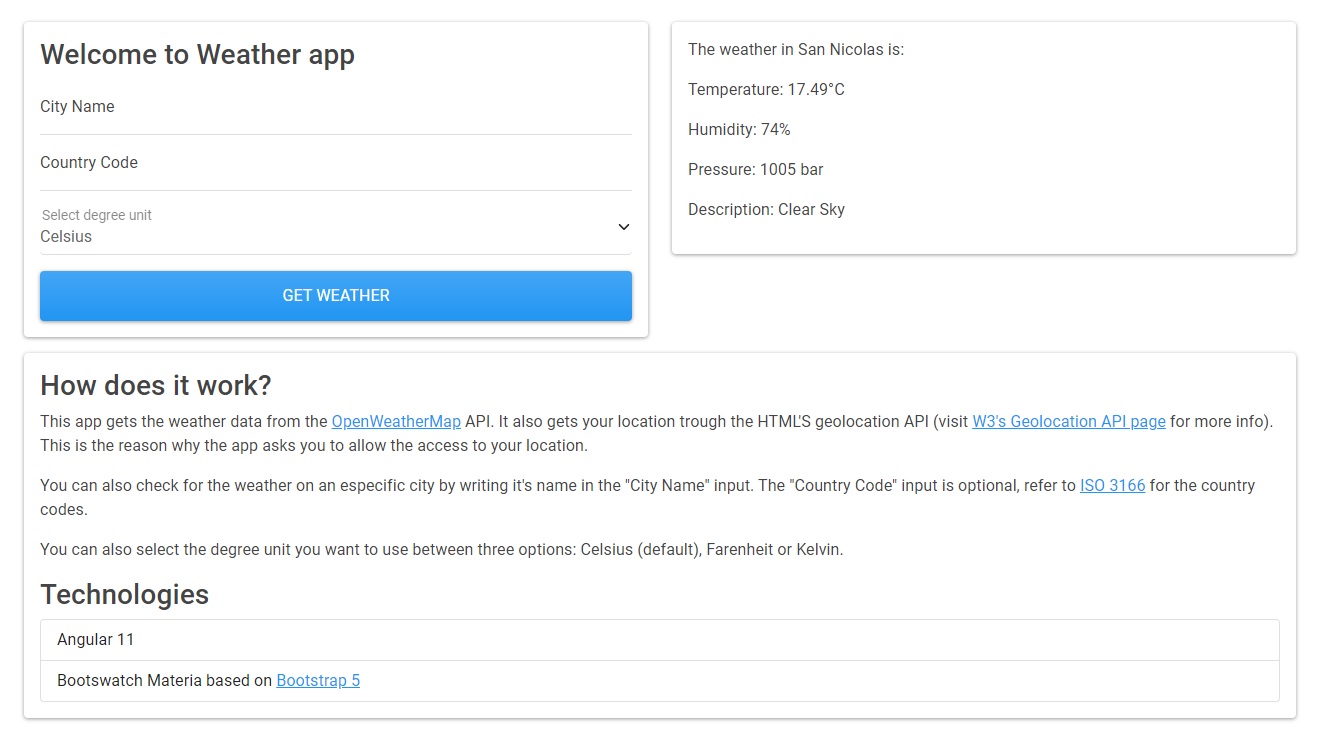 Welcome to Weather app
City Name
Country Code
Select degree unit
Celsius
GET WEATHER
The weather in San Nicolas is:
Temperature: 17.49°C
Humidity: 74%
Pressure: 1005 bar
Description: Clear Sky
How does it work?
This app gets the weather data from the OpenWeatherMap API. It also gets your location trough the HTML'S geolocation API (visit W3's Geolocation API page for more info).
This is the reason why the app asks you to allow the access to your location.
You can also check for the weather on an especific city by writing it's name in the "City Name" input. The "Country Code" input is optional, refer to ISO 3166 for the country
codes.
You can also select the degree unit you want to use between three options: Celsius (default), Farenheit or Kelvin.
Technologies
Angular 11
Bootswatch Materia based on Bootstrap 5